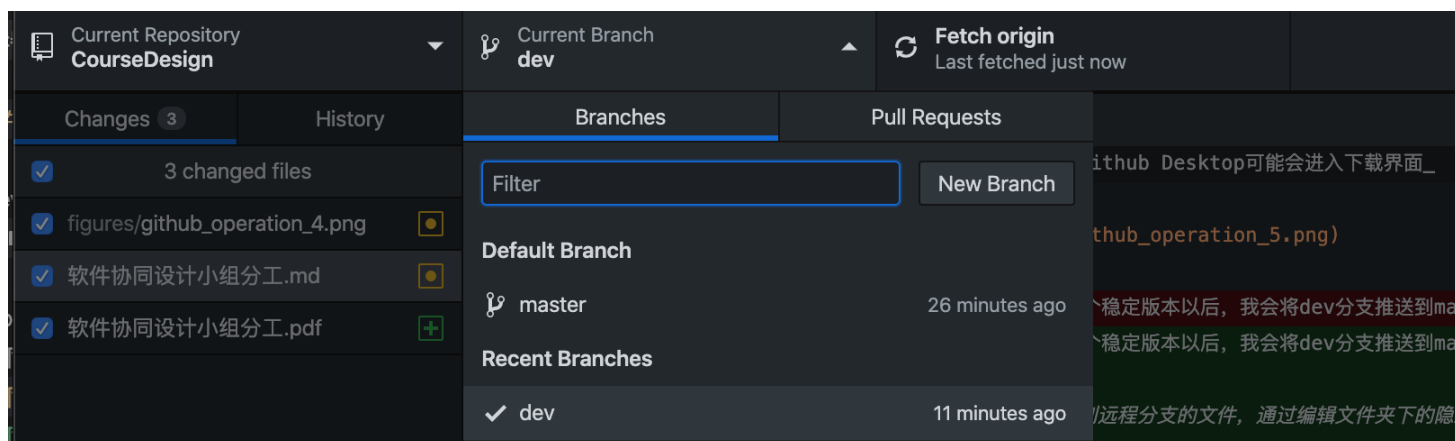 Current Repository
CourseDesign
Current Branch
dev
Fetch origin
Last fetched just now
Changes 3
History
Branches
Pull Requests
3 changed files
Filter
New Branch
figures/github_operation_4.png
软件协同设计小组分工.md
软件协同设计小组分工.pdf
Default Branch
master
26 minutes ago
Recent Branches
dev
11 minutes ago
ithub Desktop可能会进入下载界面_
thub_operation_5.png)
稳定版本以后，我会将dev分支推送到ma
稳定版本以后，我会将dev分支推送到ma
远程分支的文件，通过编辑文件夹下的隐